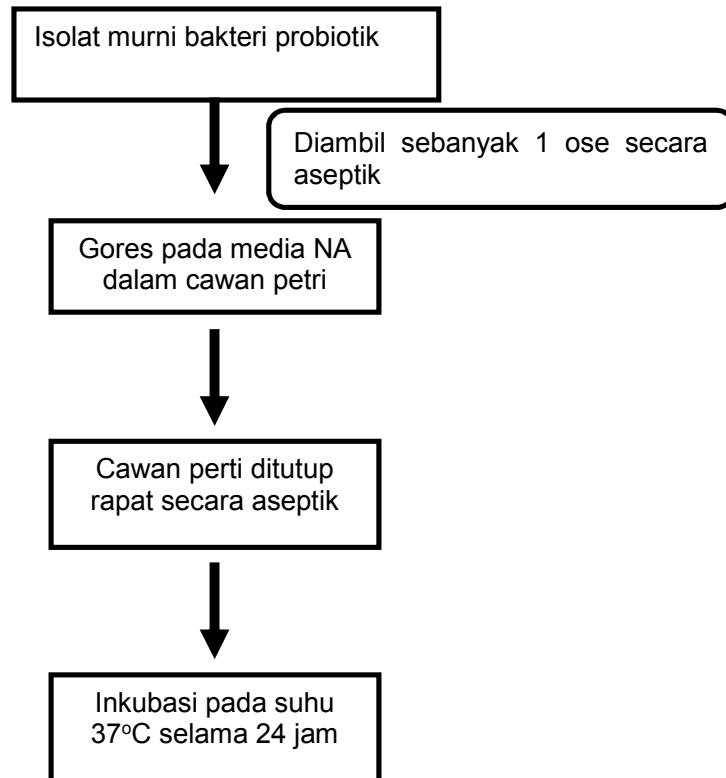 Isolat murni bakteri probiotik
Diambil sebanyak 1 ose secara
aseptik
Gores pada media NA
dalam cawan petri
Cawan perti ditutup
rapat secara aseptik
Inkubasi pada suhu
37oC selama 24 jam